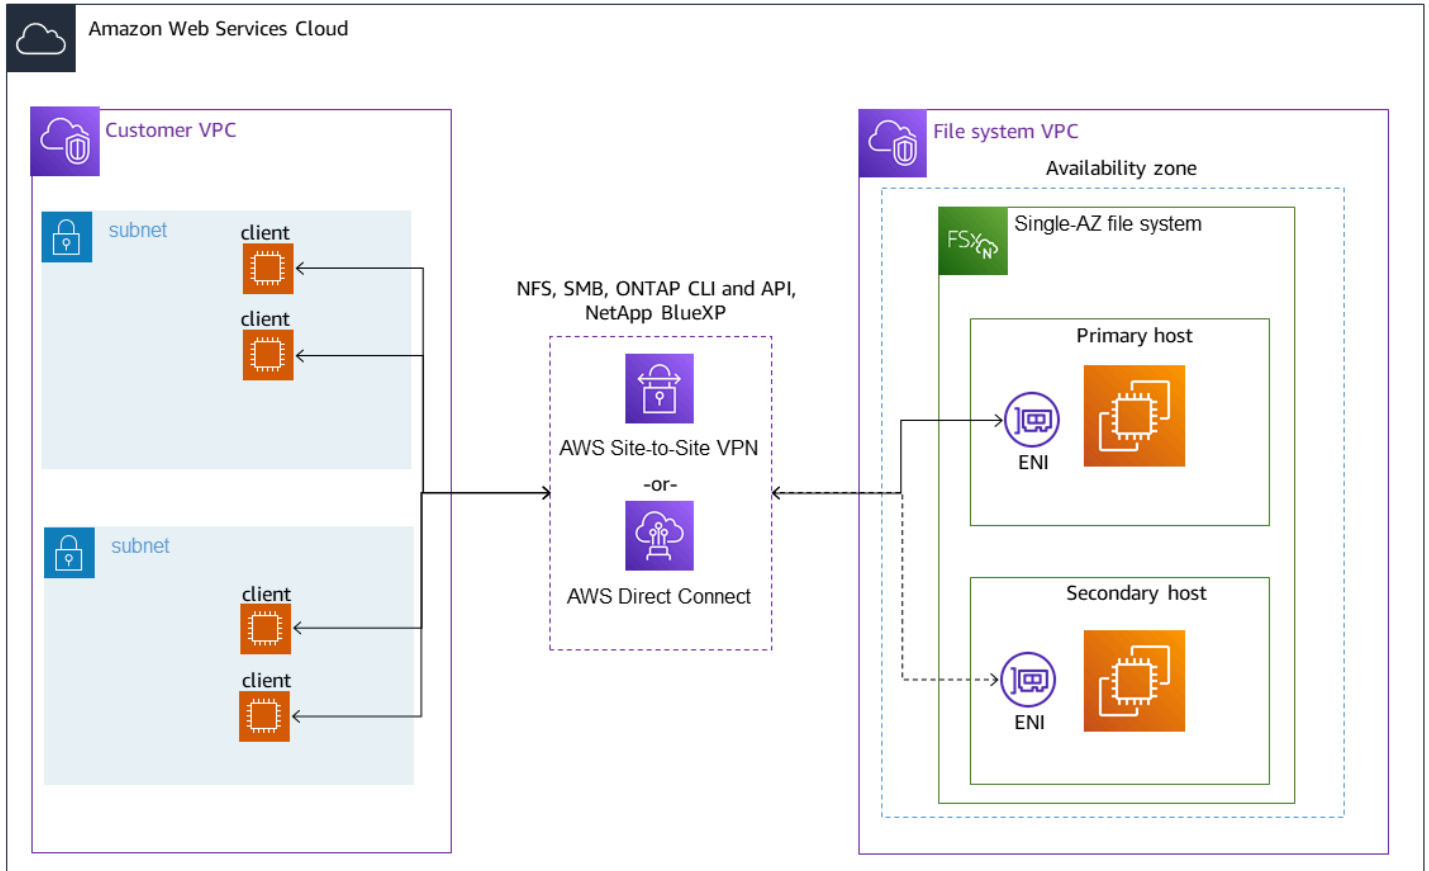 Amazon Web Services Cloud
Customer VPC
subnet
client
client
subnet
client
client
NFS, SMB, ONTAP CLI and API,
NetApp BlueXP
AWS Site-to-Site VPN
-or-
AWS Direct Connect
File system VPC
Availability zone
FSx
N
Single-AZ file system
Primary host
ENI
Secondary host
ENI